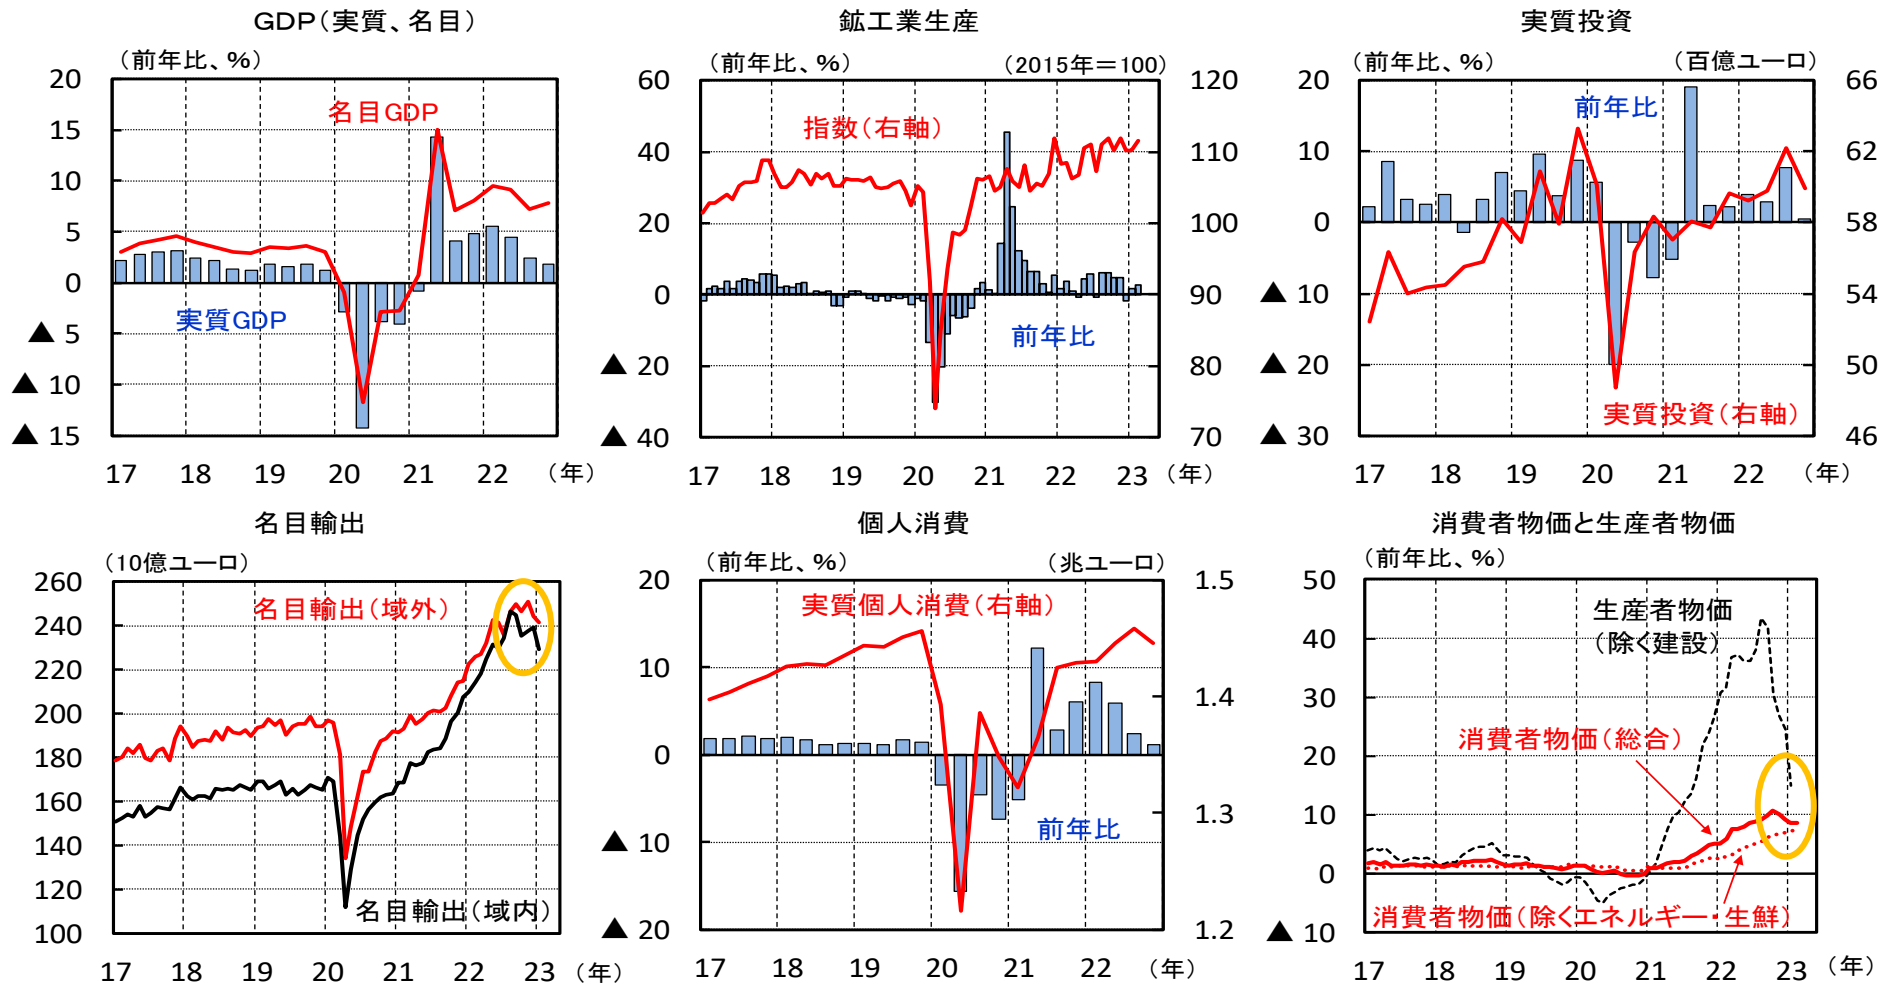 GDP(実質、名目)
(前年比、%)
20
15
10
5
0
▲ 5
▲ 10
▲ 15
名目GDP
実質GDP
17 18 19 20 21 22 (年)
鉱工業生産
(前年比、%) (2015年=100)
60 120
40 110
20 100
0 90
▲ 20 80
▲ 40 70
指数(右軸)
前年比
17 18 19 20 21 22 23 (年)
実質投資
(前年比、%) (百億ユーロ)
20 66
10 62
0 58
▲ 10 54
▲ 20 50
▲ 30 46
前年比
実質投資(右軸)
17 18 19 20 21 22 (年)
名目輸出
(10億ユーロ)
260
240
220
200
180
160
140
120
100
名目輸出(域外)
名目輸出(域内)
17 18 19 20 21 22 23 (年)
個人消費
(前年比、%) (兆ユーロ)
20 1.5
10 1.4
0
▲ 10 1.3
▲ 20 1.2
実質個人消費(右軸)
前年比
17 18 19 20 21 22 (年)
消費者物価と生産者物価
(前年比、%)
50
40
30
20
10
0
▲ 10
生産者物価
(除く建設)
消費者物価(総合)
消費者物価(除くエネルギー・生鮮)
17 18 19 20 21 22 23 (年)